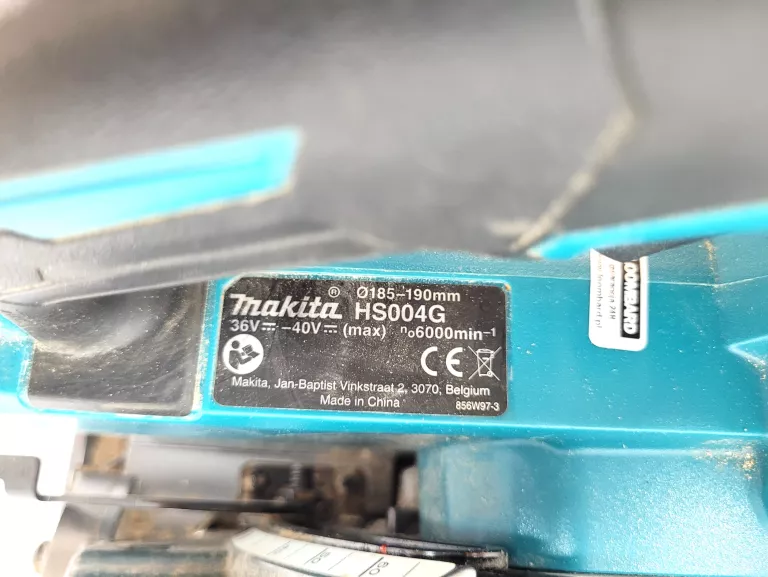 makita® Ø185-190mm
HS004G
36V⎓-40V⎓(max) n₀6000min⁻¹
CE
Makita, Jan-Baptist Vinkstraat 2, 3070, Belgium
Made in China
856W97-3
LOMBARD